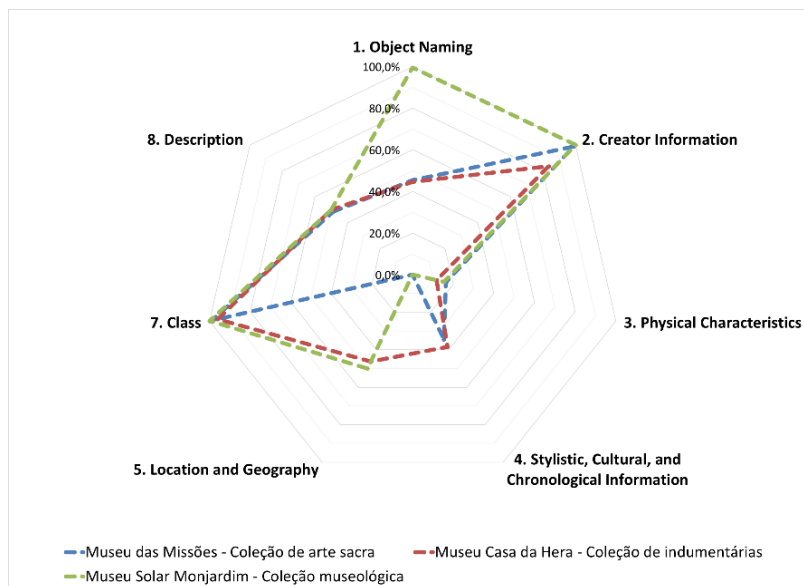 1. Object Naming
100,0%
80,0%
60,0%
40,0%
20,0%
0,0%
2. Creator Information
3. Physical Characteristics
4. Stylistic, Cultural, and
Chronological Information
5. Location and Geography
7. Class
8. Description
Museu das Missões - Coleção de arte sacra
Museu Casa da Hera - Coleção de indumentárias
Museu Solar Monjardim - Coleção museológica